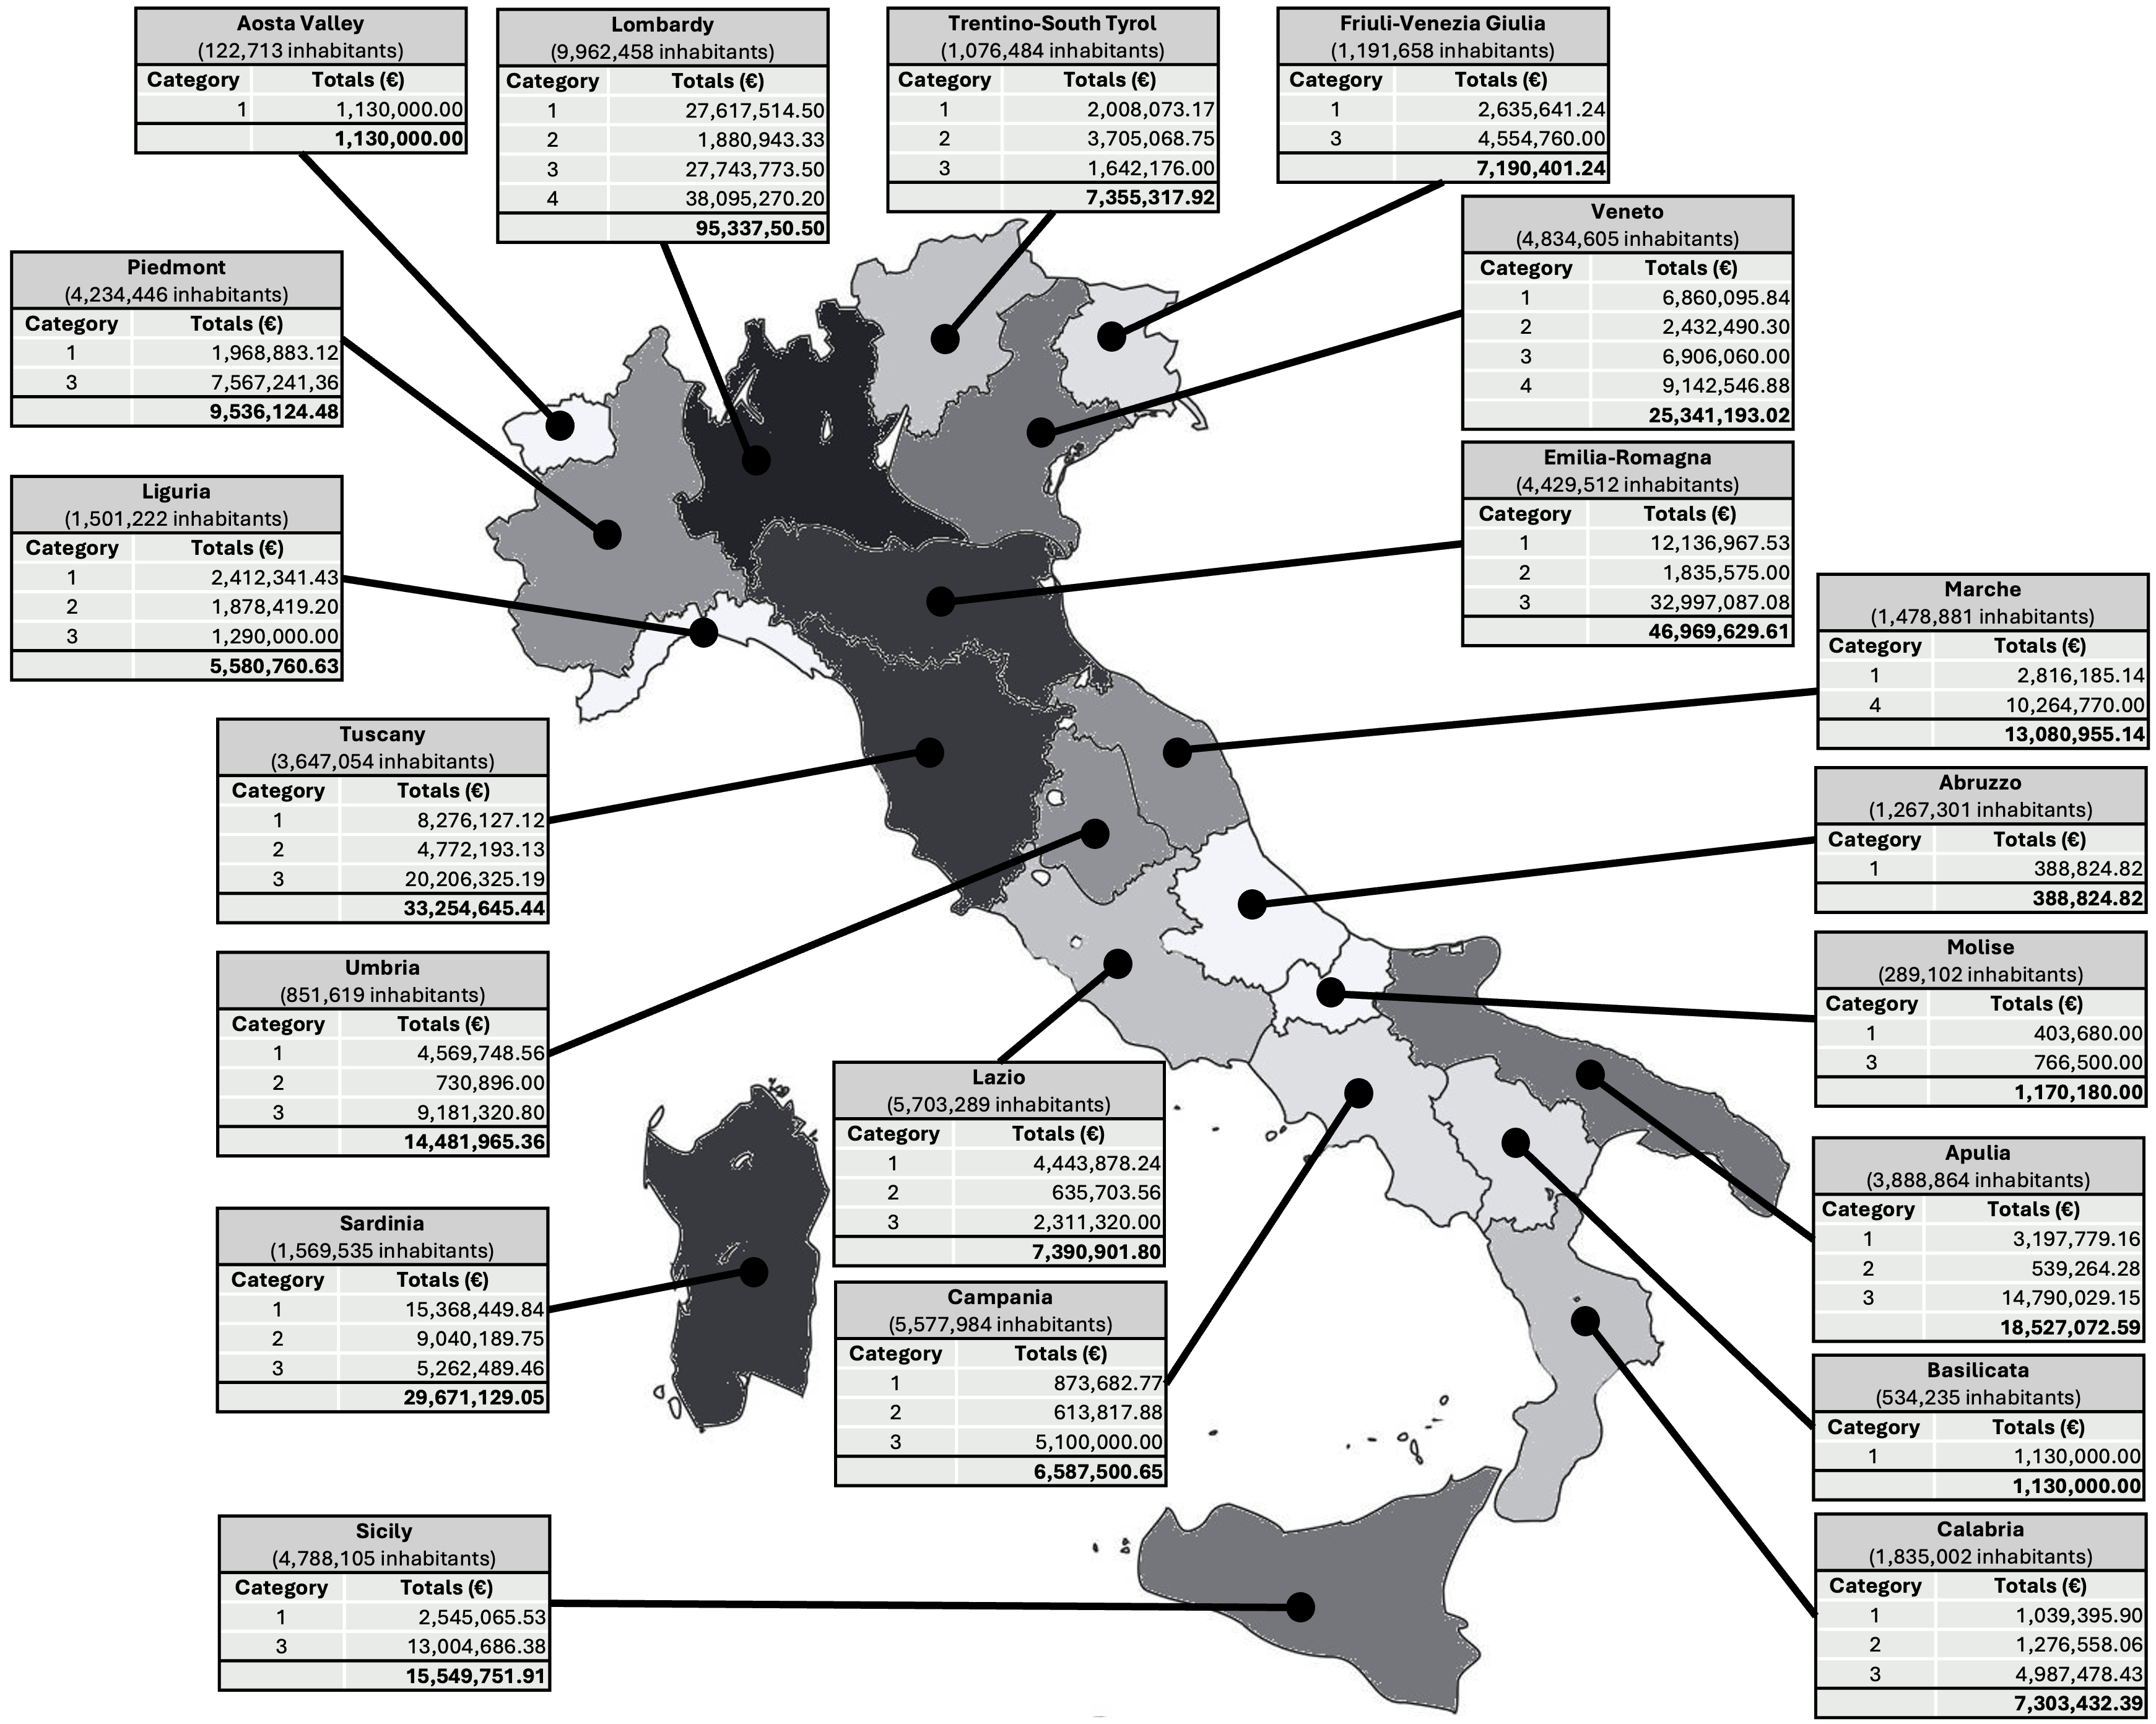 Aosta Valley
(122,713 inhabitants)
Category Totals (€)
1 1,130,000.00
1,130,000.00
Lombardy
(9,962,458 inhabitants)
Category Totals (€)
1 27,617,514.50
2 1,880,943.33
3 27,743,773.50
4 38,095,270.20
95,337,50.50
Trentino-South Tyrol
(1,076,484 inhabitants)
Category Totals (€)
1 2,008,073.17
2 3,705,068.75
3 1,642,176.00
7,355,317.92
Friuli-Venezia Giulia
(1,191,658 inhabitants)
Category Totals (€)
1 2,635,641.24
3 4,554,760.00
7,190,401.24
Veneto
(4,834,605 inhabitants)
Category Totals (€)
1 6,860,095.84
2 2,432,490.30
3 6,906,060.00
4 9,142,546.88
25,341,193.02
Piedmont
(4,234,446 inhabitants)
Category Totals (€)
1 1,968,883.12
3 7,567,241,36
9,536,124.48
Emilia-Romagna
(4,429,512 inhabitants)
Category Totals (€)
1 12,136,967.53
2 1,835,575.00
3 32,997,087.08
46,969,629.61
Liguria
(1,501,222 inhabitants)
Category Totals (€)
1 2,412,341.43
2 1,878,419.20
3 1,290,000.00
5,580,760.63
Marche
(1,478,881 inhabitants)
Category Totals (€)
1 2,816,185.14
4 10,264,770.00
13,080,955.14
Tuscany
(3,647,054 inhabitants)
Category Totals (€)
1 8,276,127.12
2 4,772,193.13
3 20,206,325.19
33,254,645.44
Abruzzo
(1,267,301 inhabitants)
Category Totals (€)
1 388,824.82
388,824.82
Umbria
(851,619 inhabitants)
Category Totals (€)
1 4,569,748.56
2 730,896.00
3 9,181,320.80
14,481,965.36
Molise
(289,102 inhabitants)
Category Totals (€)
1 403,680.00
3 766,500.00
1,170,180.00
Lazio
(5,703,289 inhabitants)
Category Totals (€)
1 4,443,878.24
2 635,703.56
3 2,311,320.00
7,390,901.80
Apulia
(3,888,864 inhabitants)
Category Totals (€)
1 3,197,779.16
2 539,264.28
3 14,790,029.15
18,527,072.59
Sardinia
(1,569,535 inhabitants)
Category Totals (€)
1 15,368,449.84
2 9,040,189.75
3 5,262,489.46
29,671,129.05
Campania
(5,577,984 inhabitants)
Category Totals (€)
1 873,682.77
2 613,817.88
3 5,100,000.00
6,587,500.65
Basilicata
(534,235 inhabitants)
Category Totals (€)
1 1,130,000.00
1,130,000.00
Sicily
(4,788,105 inhabitants)
Category Totals (€)
1 2,545,065.53
3 13,004,686.38
15,549,751.91
Calabria
(1,835,002 inhabitants)
Category Totals (€)
1 1,039,395.90
2 1,276,558.06
3 4,987,478.43
7,303,432.39